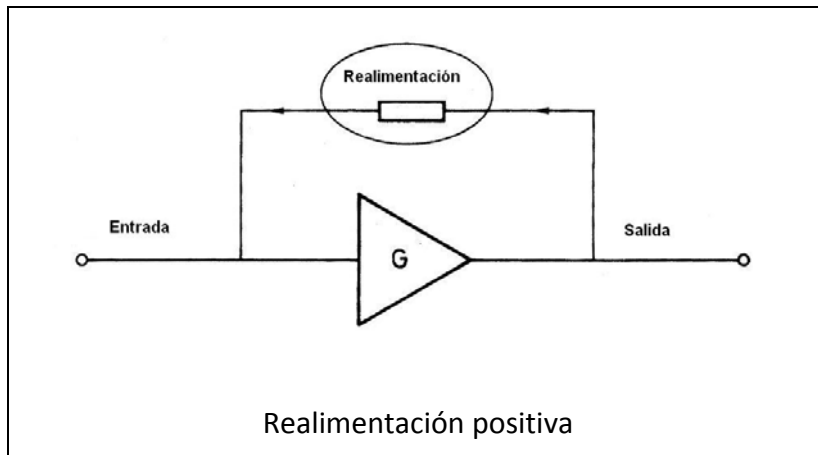 Realimentación
Entrada
Salida
G
Realimentación positiva